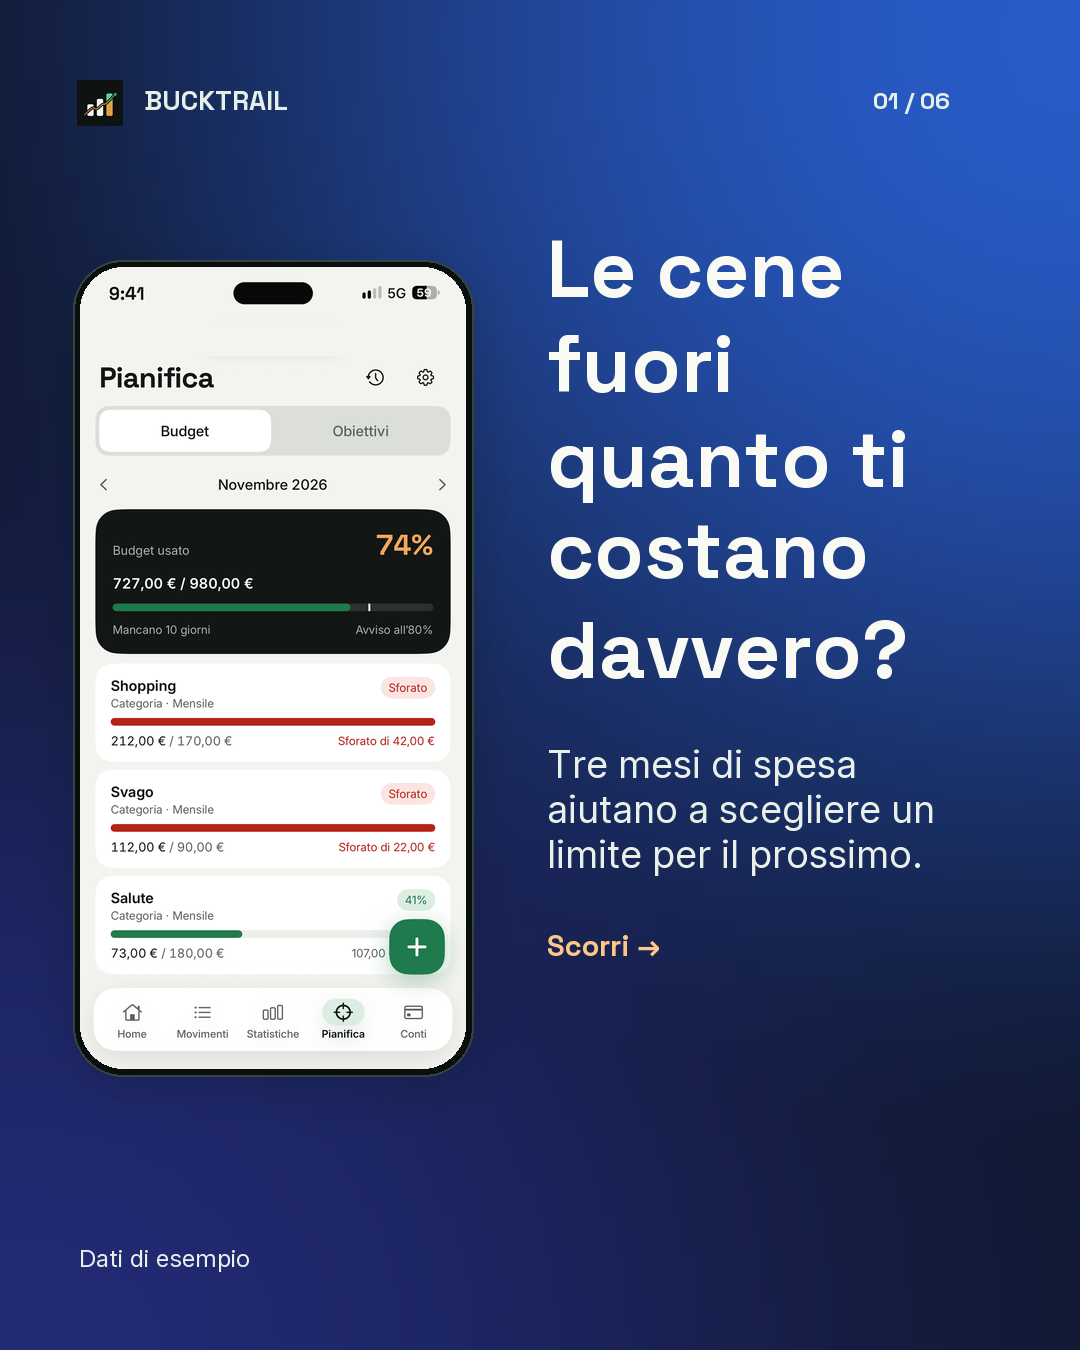 BUCKTRAIL
01 / 06
9:41
5G
59
Pianifica
Budget
Obiettivi
Novembre 2026
Budget usato
74%
727,00 € / 980,00 €
Mancano 10 giorni
Avviso all'80%
Shopping
Sforato
Categoria · Mensile
212,00 € / 170,00 €
Sforato di 42,00 €
Svago
Sforato
Categoria · Mensile
112,00 € / 90,00 €
Sforato di 22,00 €
Salute
41%
Categoria · Mensile
73,00 € / 180,00 €
107,00
Home
Movimenti
Statistiche
Pianifica
Conti
Le cene
fuori
quanto ti
costano
davvero?
Tre mesi di spesa
aiutano a scegliere un
limite per il prossimo.
Scorri →
Dati di esempio